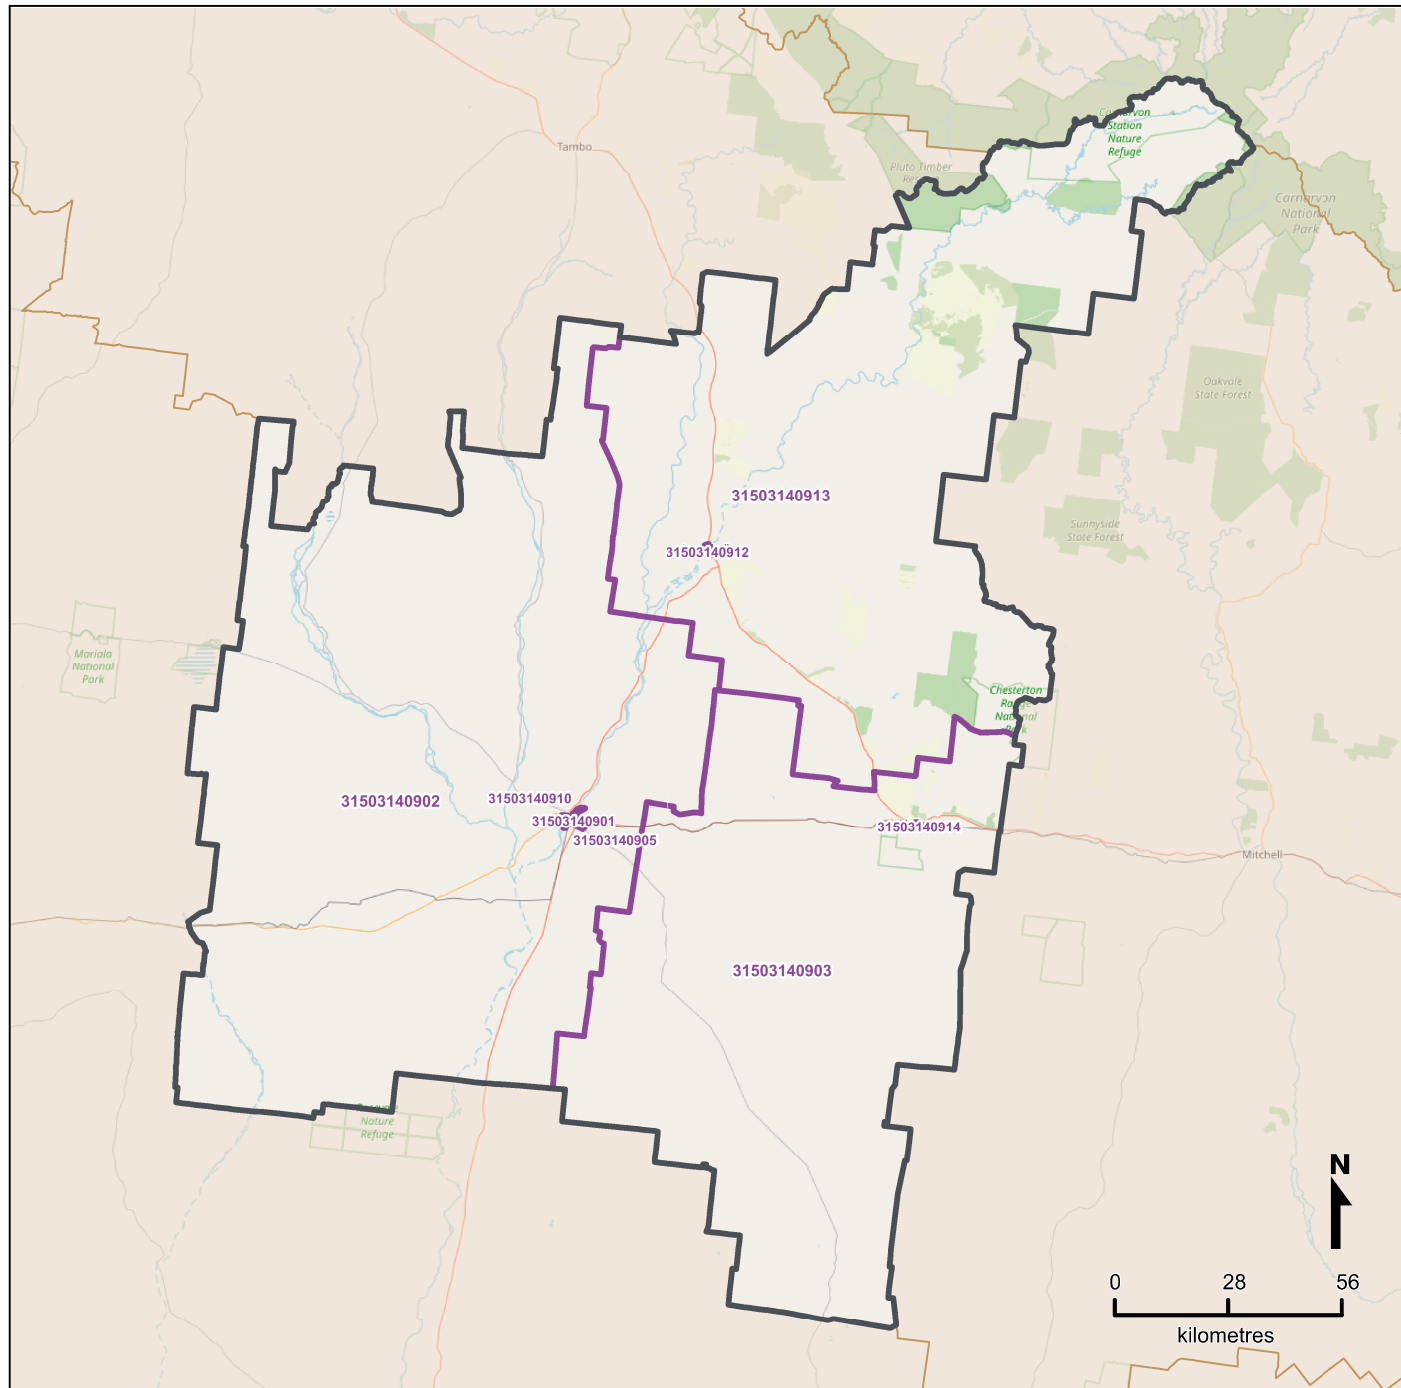 Tambo
Carnarvon
Station
Nature
Refuge
Pluto Timber
Carnarvon
National
Park
Oakvale
State Forest
31503140913
Sunnyside
State Forest
31503140912
Mariala
National
Park
Chesterton
Range
National
Park
31503140902
31503140910
31503140901
31503140905
31503140914
Mitchell
31503140903
Nature
Refuge
N
0 28 56
kilometres